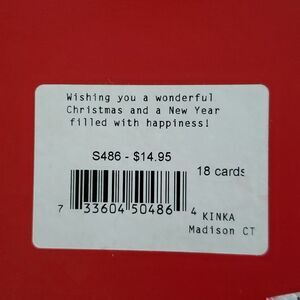 Wishing you a wonderful
Christmas and a New Year
filled with happiness!
S486 - $14.95
18 cards
7 33604 50486 4
KINKA
Madison CT